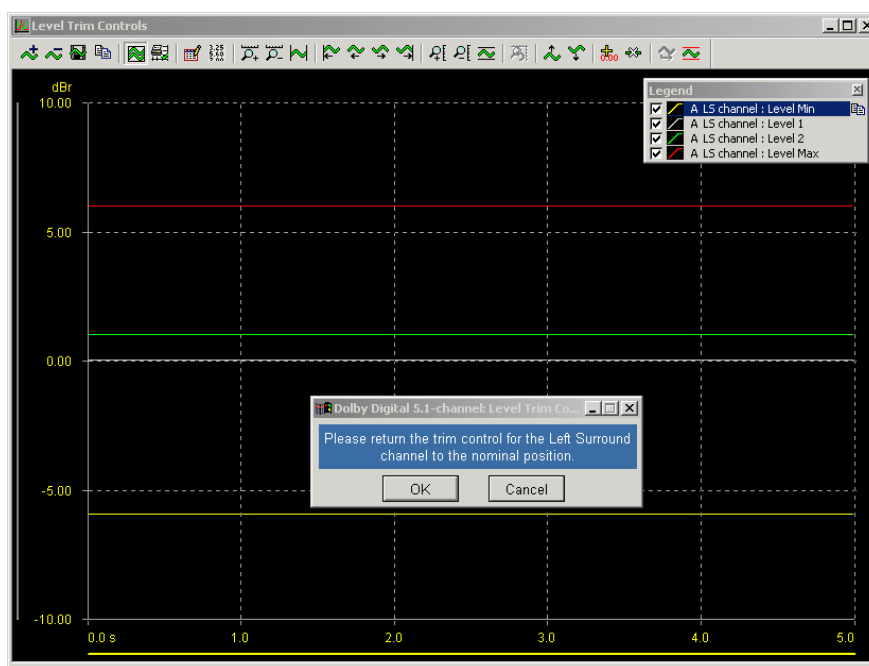 Level Trim Controls
dBr
10.00
5.00
0.00
-5.00
-10.00
0.0 s 1.0 2.0 3.0 4.0 5.0
Legend
A LS channel : Level Min
A LS channel : Level 1
A LS channel : Level 2
A LS channel : Level Max
Dolby Digital 5.1-channel: Level Trim Co...
Please return the trim control for the Left Surround
channel to the nominal position.
OK Cancel